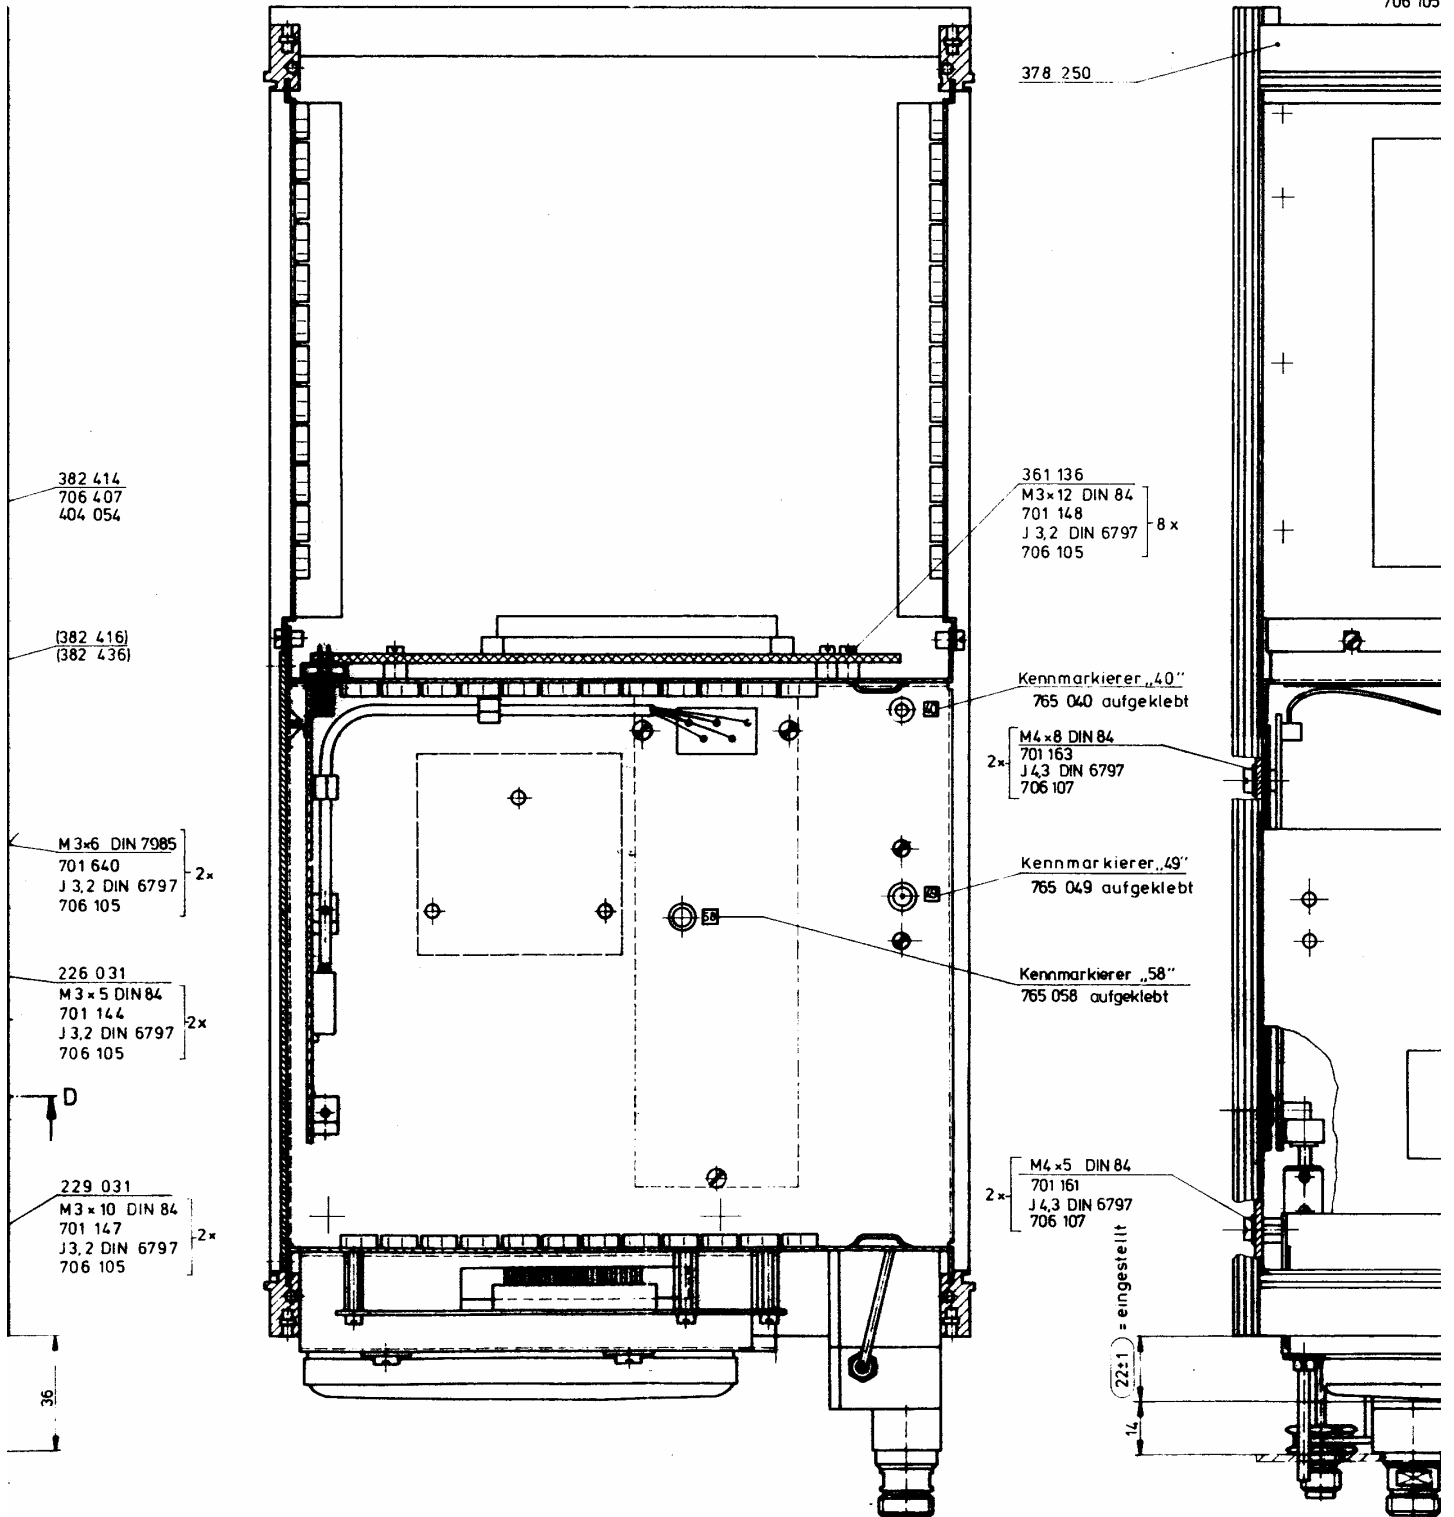 706 105
378 250
382 414
706 407
404 054
361 136
M3×12 DIN 84
701 148
J 3,2 DIN 6797
706 105
8 x
(382 416)
(382 436)
Kennmarkierer „40"
765 040 aufgeklebt
40
M4×8 DIN 84
701 163
J 4,3 DIN 6797
706 107
2×
M 3×6 DIN 7985
701 640
J 3,2 DIN 6797
706 105
2×
Kennmarkierer „49"
765 049 aufgeklebt
49
58
226 031
M 3 × 5 DIN 84
701 144
J 3,2 DIN 6797
706 105
2x
Kennmarkierer „58"
765 058 aufgeklebt
D
229 031
M3 × 10 DIN 84
701 147
J3,2 DIN 6797
706 105
2×
M4 ×5 DIN 84
701 161
J 4,3 DIN 6797
706 107
2×
22±1 = eingestellt
36
14